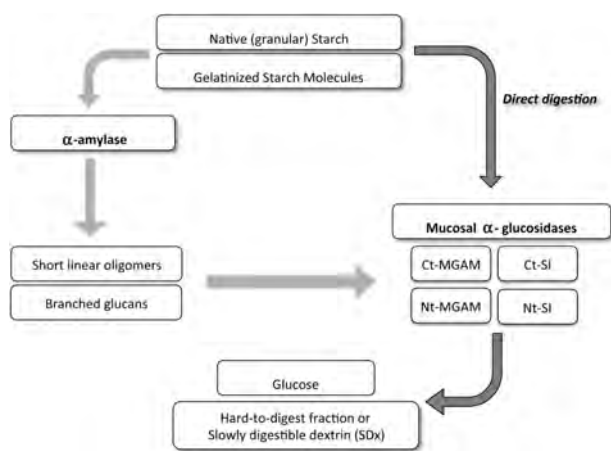 Native (granular) Starch
Gelatinized Starch Molecules
Direct digestion
α-amylase
Mucosal α- glucosidases
Short linear oligomers
Branched glucans
Ct-MGAM
Ct-SI
Nt-MGAM
Nt-SI
Glucose
Hard-to-digest fraction or
Slowly digestible dextrin (SDx)